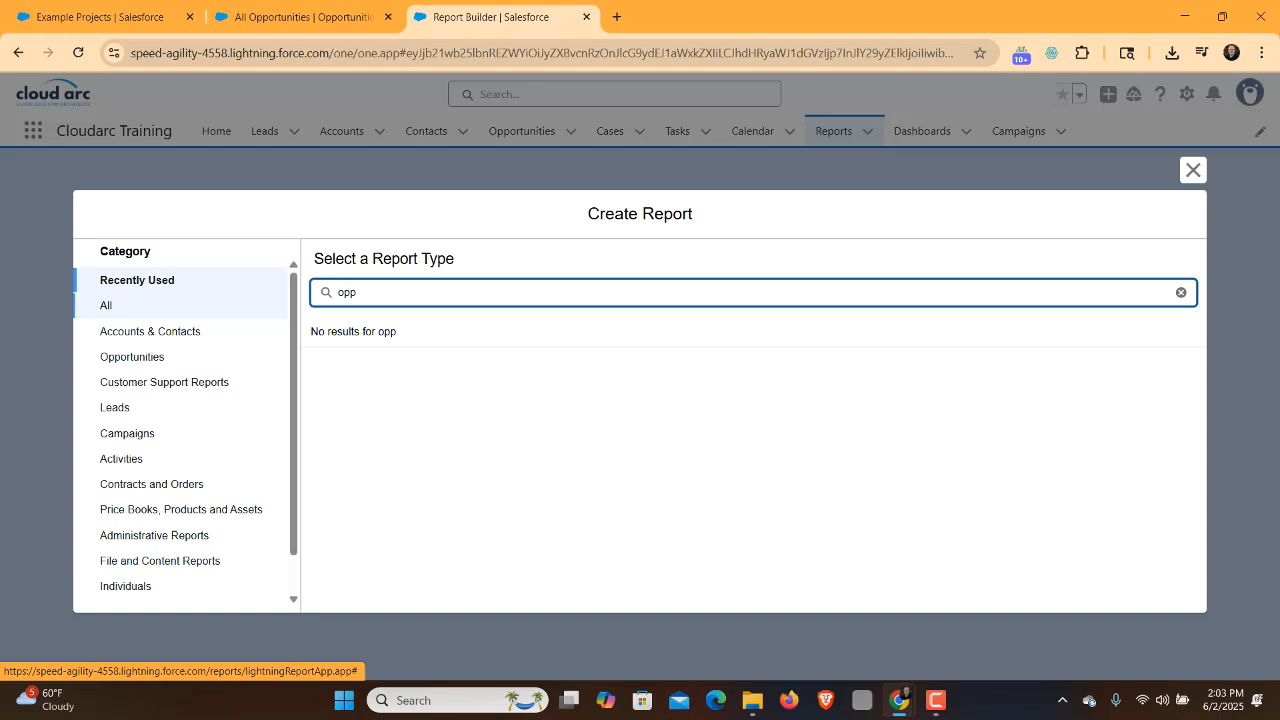 Example Projects | Salesforce
All Opportunities | Opportunitie
Report Builder | Salesforce
speed-agility-4558.lightning.force.com/one/one.app#eyJjb21wb25lbnREZWYiOiJyZXBvcnRzOnJlcG9ydEJ1aWxkZXIiLCJhdHRyaWJ1dGVzIjp7InJlY29yZElkIjoiIiwib...
10+
cloud arc
Search...
Cloudarc Training
Home
Leads
Accounts
Contacts
Opportunities
Cases
Tasks
Calendar
Reports
Dashboards
Campaigns
Create Report
Category
Recently Used
All
Accounts & Contacts
Opportunities
Customer Support Reports
Leads
Campaigns
Activities
Contracts and Orders
Price Books, Products and Assets
Administrative Reports
File and Content Reports
Individuals
Select a Report Type
opp
No results for opp
https://speed-agility-4558.lightning.force.com/reports/lightningReportApp.app#
5
60°F
Cloudy
Search
2:03 PM
6/2/2025